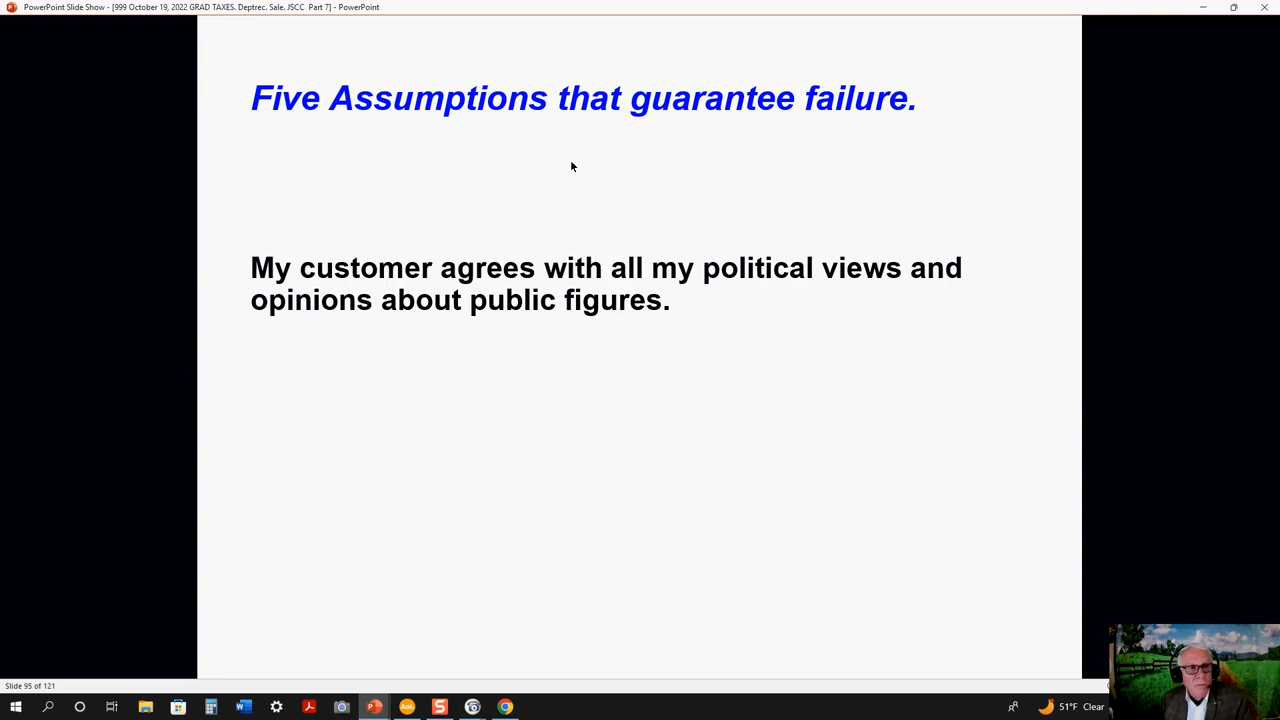 PowerPoint Slide Show - [999 October 19, 2022 GRAD TAXES. Deptrec. Sale. JSCC Part 7] - PowerPoint
Five Assumptions that guarantee failure.
My customer agrees with all my political views and
opinions about public figures.
Slide 95 of 121
Aol.
51°F Clear